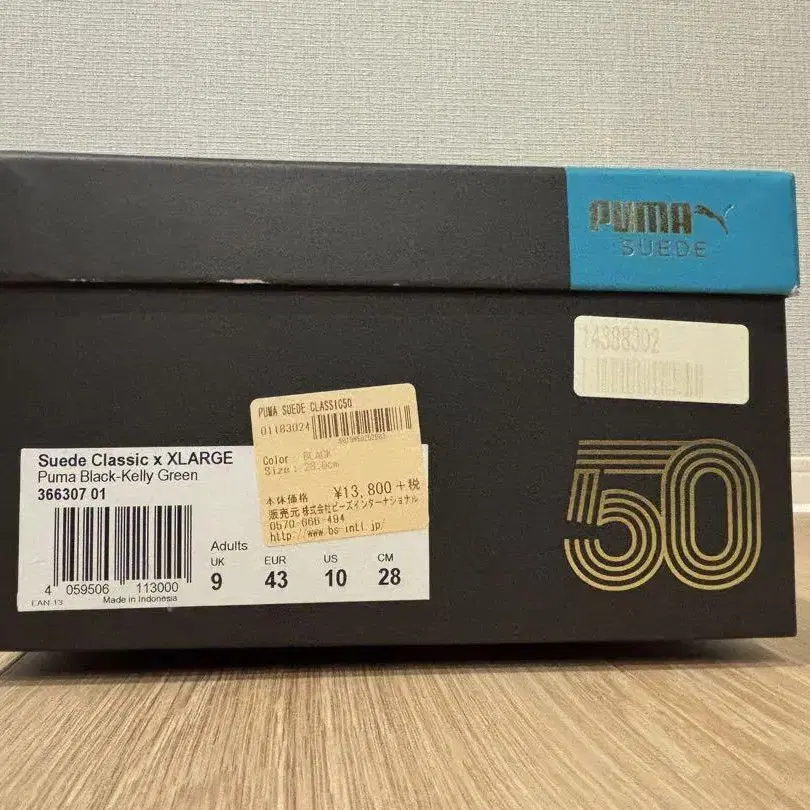 PUMA
SUEDE
14398302
PUMA SUEDE CLASSIC50
01183024
Color : BLACK
Size : 28.0cm
本体価格 ¥13,800+税
販売元 株式会社ビーズインターナショナル
0570-666-494
http://www.bs-intl.jp/
Suede Classic x XLARGE
Puma Black-Kelly Green
366307 01
Adults
UK EUR US CM
9 43 10 28
4 059506 113000
EAN-13 Made in Indonesia
50